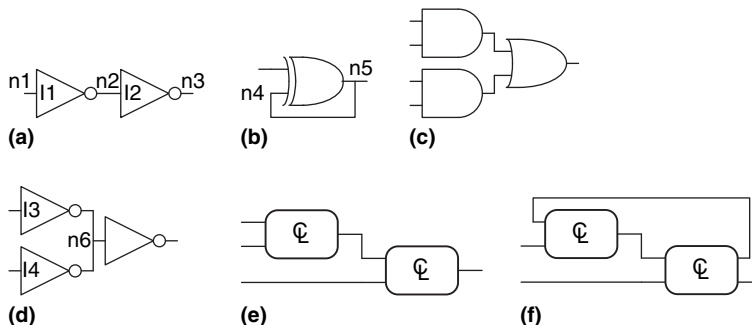 n1 I1 n2 I2 n3
(a)
n4 n5
(b)
(c)
I3
n6
I4
(d)
CL
CL
(e)
CL
CL
(f)